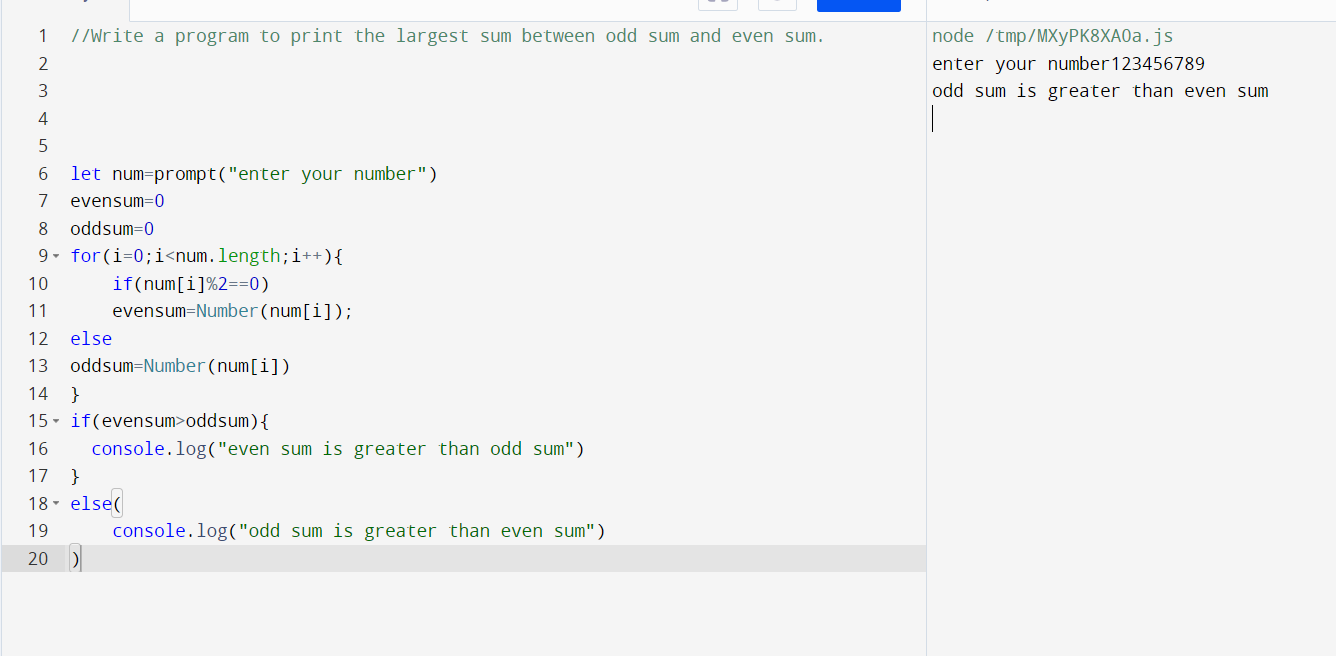 1 //Write a program to print the largest sum between odd sum and even sum.
2
3
4
5
6 let num=prompt("enter your number")
7 evensum=0
8 oddsum=0
9 for(i=0;i<num.length;i++){
10     if(num[i]%2==0)
11     evensum=Number(num[i]);
12 else
13 oddsum=Number(num[i])
14 }
15 if(evensum>oddsum){
16   console.log("even sum is greater than odd sum")
17 }
18 else(
19     console.log("odd sum is greater than even sum")
20 )
node /tmp/MXyPK8XAOa.js
enter your number123456789
odd sum is greater than even sum